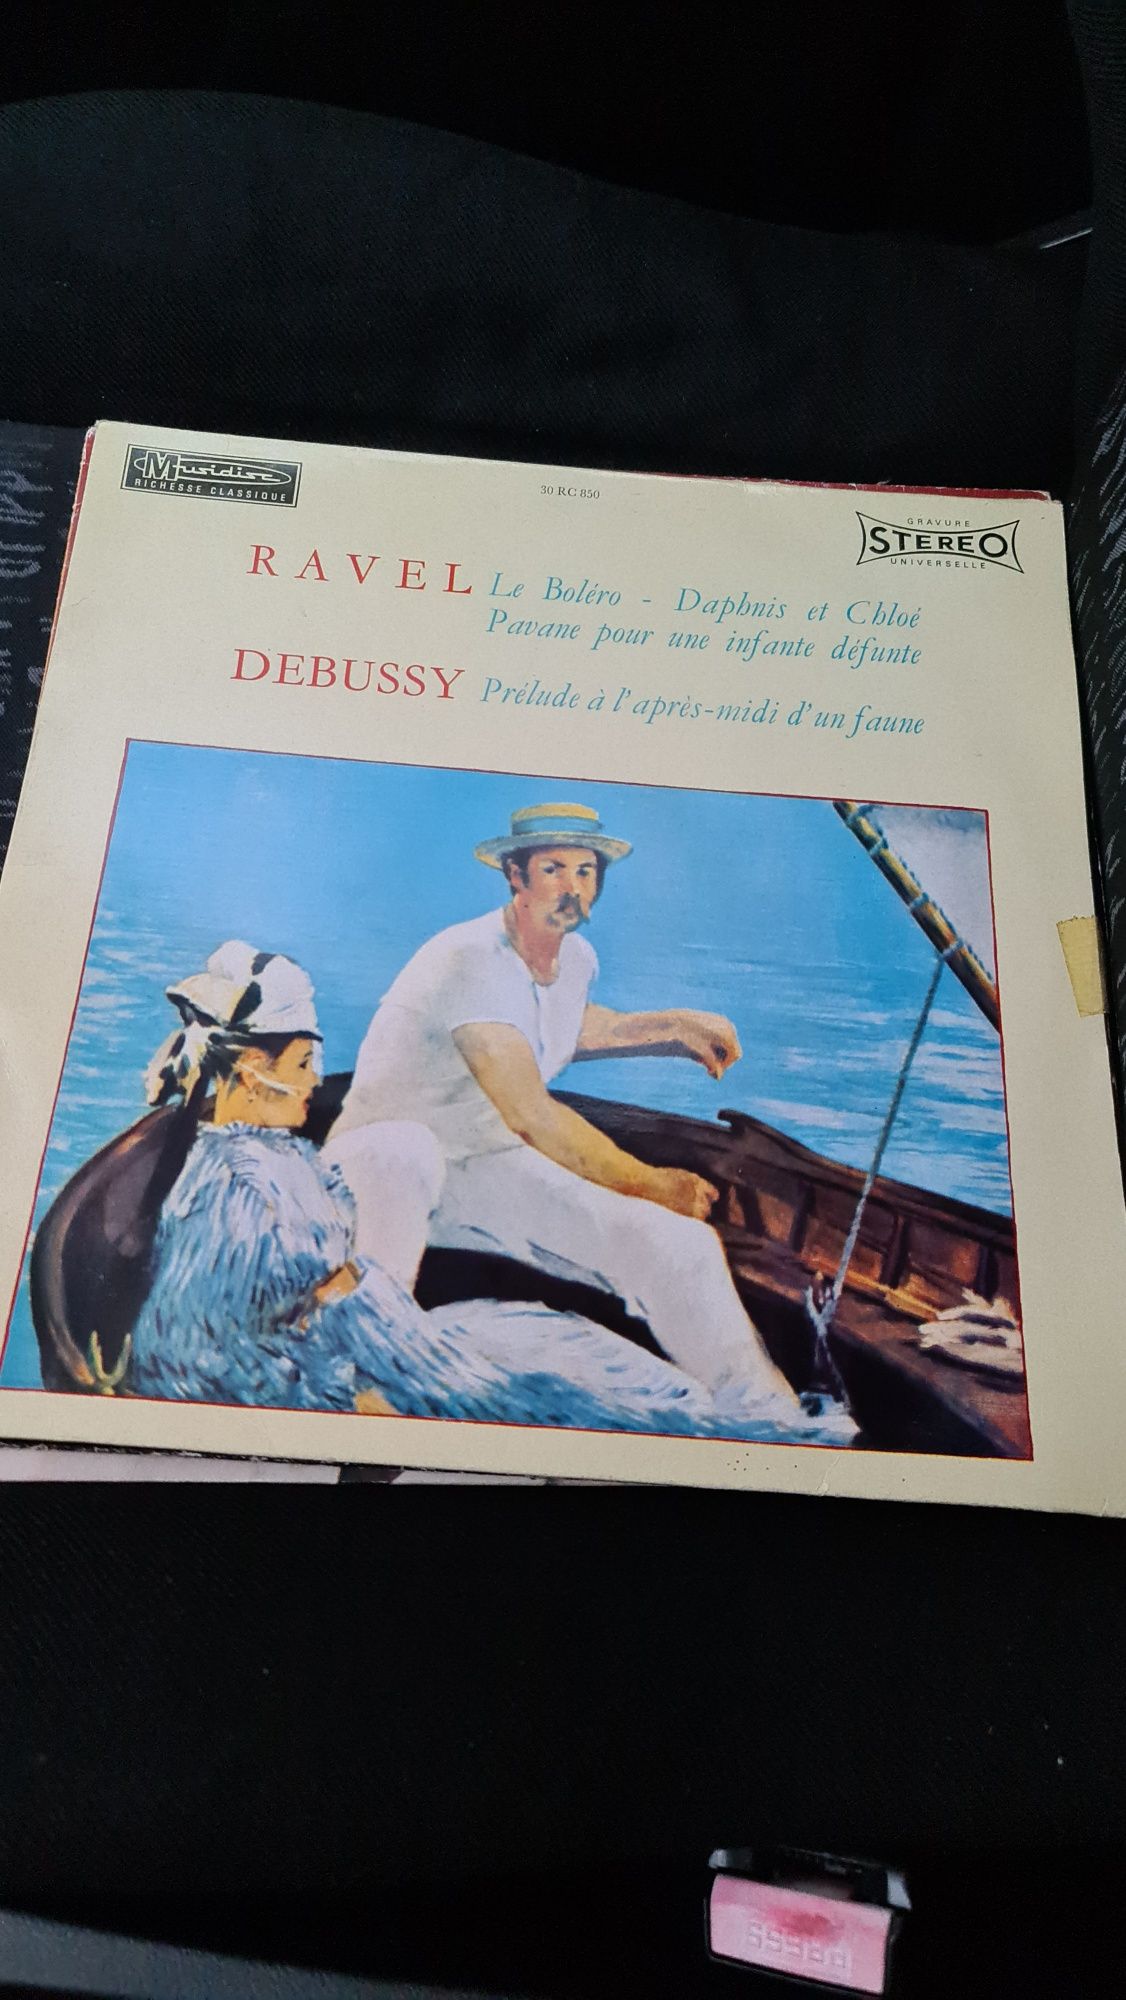 Musidisc
RICHESSE CLASSIQUE
30 RC 850
GRAVURE
STEREO
UNIVERSELLE
RAVEL Le Boléro - Daphnis et Chloé
Pavane pour une infante défunte
DEBUSSY Prélude à l'après-midi d'un faune